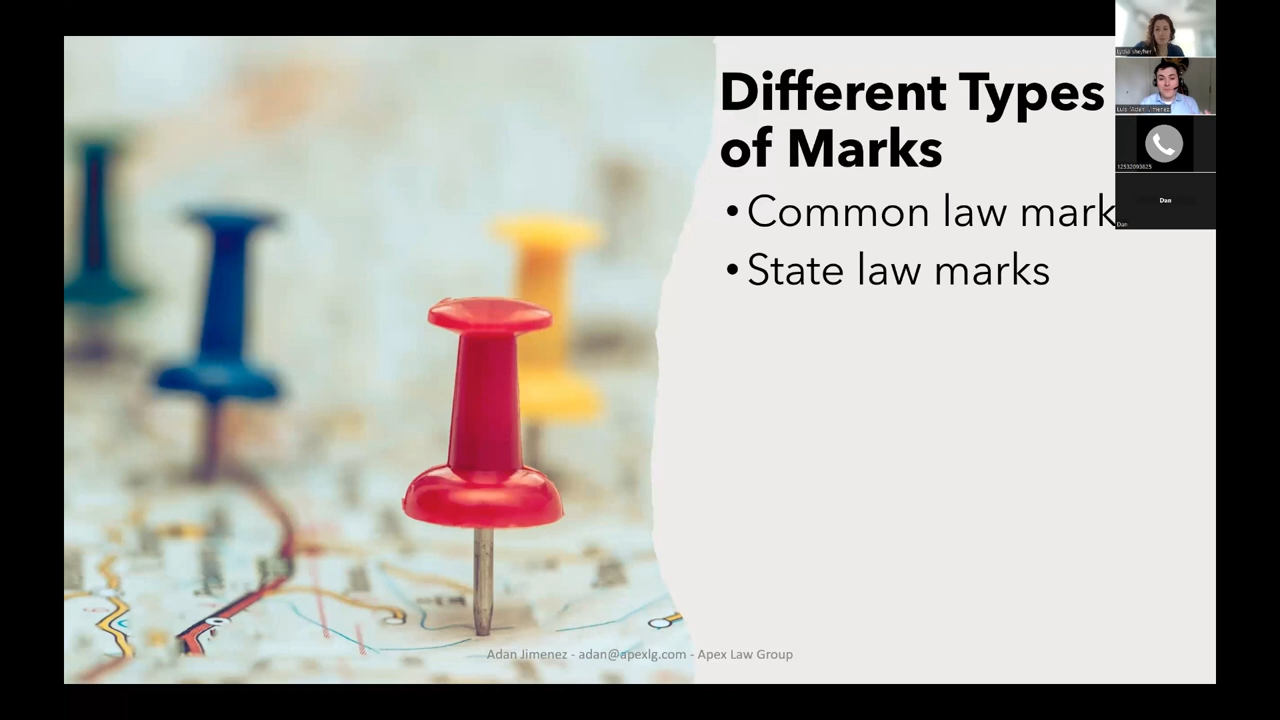 Different Types
of Marks
• Common law mark
• State law marks
Adan Jimenez - adan@apexlg.com - Apex Law Group
Dan
Dan